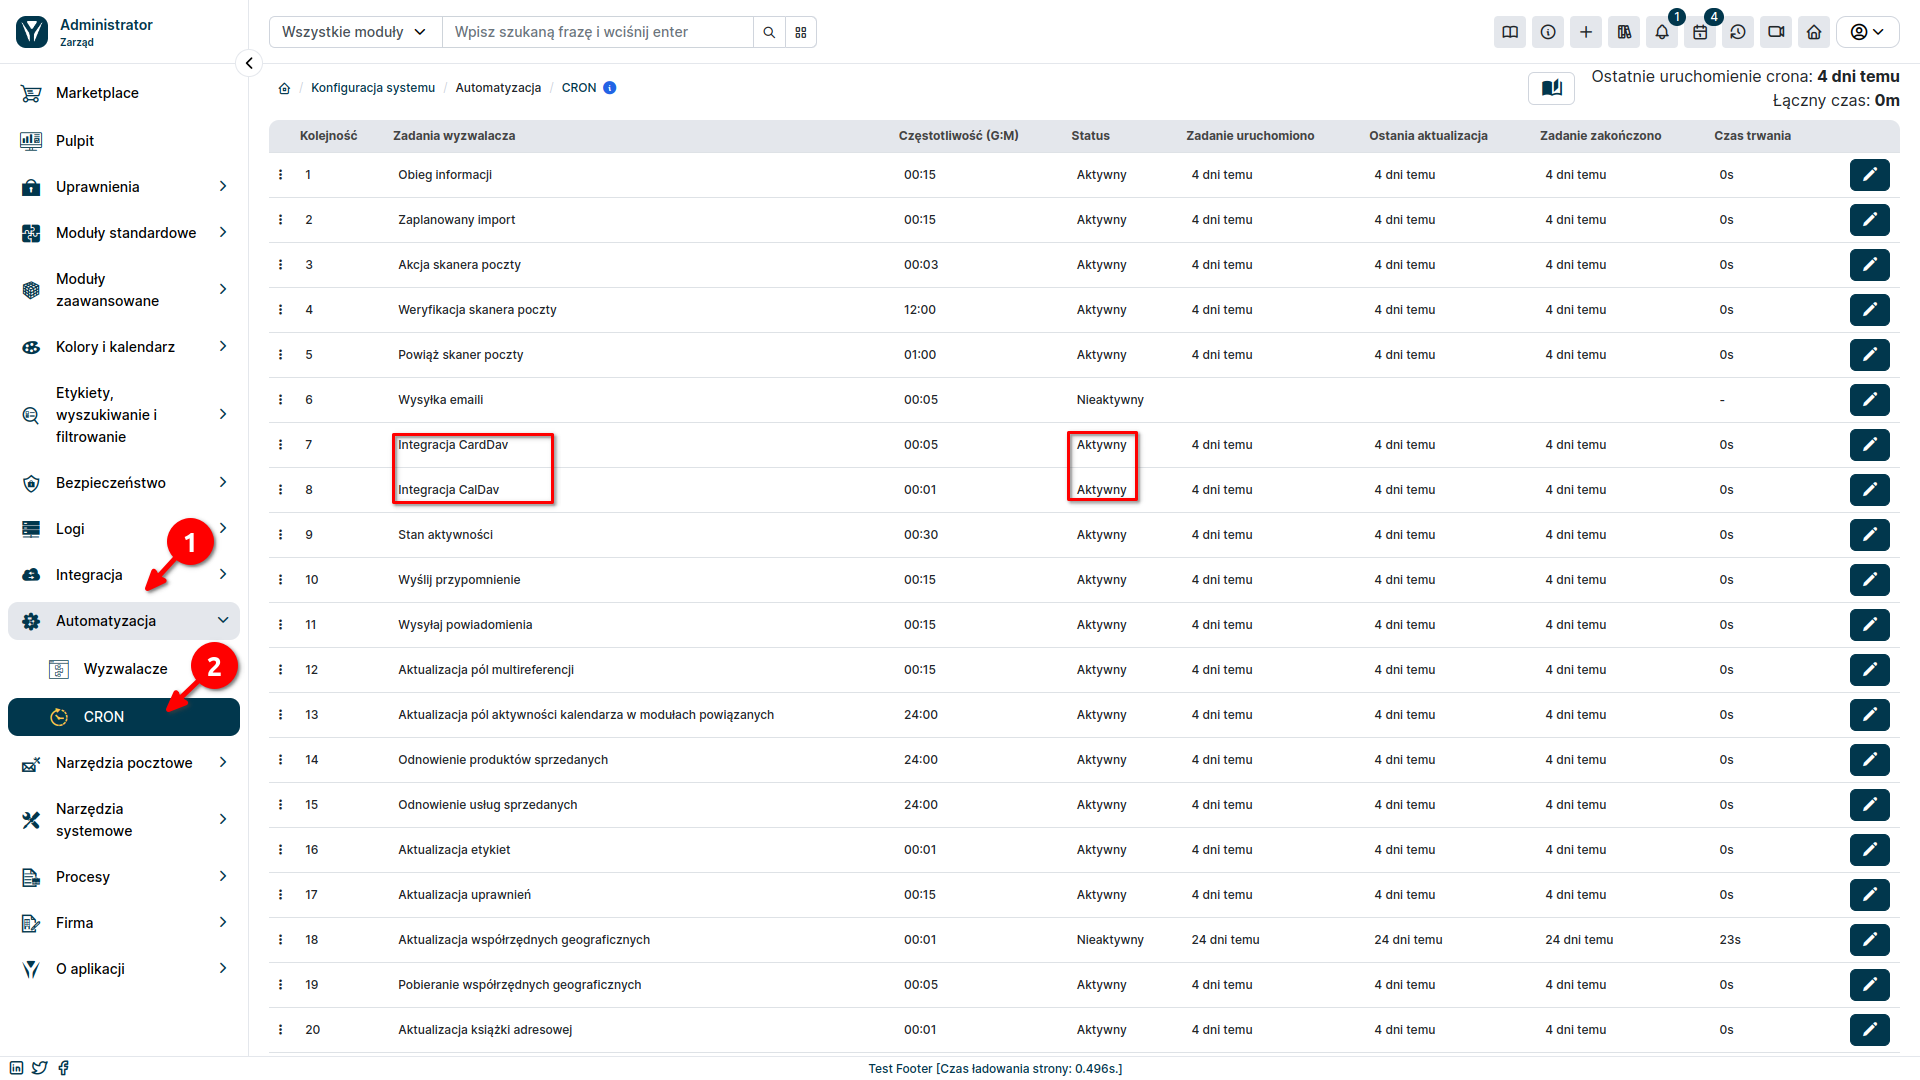 Administrator
Zarząd
Wszystkie moduły
Wpisz szukaną frazę i wciśnij enter
1
4
Marketplace
Pulpit
Uprawnienia
Moduły standardowe
Moduły
zaawansowane
Kolory i kalendarz
Etykiety,
wyszukiwanie i
filtrowanie
Bezpieczeństwo
Logi
1
Integracja
Automatyzacja
Wyzwalacze
2
CRON
Narzędzia pocztowe
Narzędzia
systemowe
Procesy
Firma
O aplikacji
/ Konfiguracja systemu / Automatyzacja / CRON
Ostatnie uruchomienie crona: 4 dni temu
Łączny czas: 0m
Kolejność Zadania wyzwalacza Częstotliwość (G:M) Status Zadanie uruchomiono Ostania aktualizacja Zadanie zakończono Czas trwania
1 Obieg informacji 00:15 Aktywny 4 dni temu 4 dni temu 4 dni temu 0s
2 Zaplanowany import 00:15 Aktywny 4 dni temu 4 dni temu 4 dni temu 0s
3 Akcja skanera poczty 00:03 Aktywny 4 dni temu 4 dni temu 4 dni temu 0s
4 Weryfikacja skanera poczty 12:00 Aktywny 4 dni temu 4 dni temu 4 dni temu 0s
5 Powiąż skaner poczty 01:00 Aktywny 4 dni temu 4 dni temu 4 dni temu 0s
6 Wysyłka emaili 00:05 Nieaktywny -
7 Integracja CardDav 00:05 Aktywny 4 dni temu 4 dni temu 4 dni temu 0s
8 Integracja CalDav 00:01 Aktywny 4 dni temu 4 dni temu 4 dni temu 0s
9 Stan aktywności 00:30 Aktywny 4 dni temu 4 dni temu 4 dni temu 0s
10 Wyślij przypomnienie 00:15 Aktywny 4 dni temu 4 dni temu 4 dni temu 0s
11 Wysyłaj powiadomienia 00:15 Aktywny 4 dni temu 4 dni temu 4 dni temu 0s
12 Aktualizacja pól multireferencji 00:15 Aktywny 4 dni temu 4 dni temu 4 dni temu 0s
13 Aktualizacja pól aktywności kalendarza w modułach powiązanych 24:00 Aktywny 4 dni temu 4 dni temu 4 dni temu 0s
14 Odnowienie produktów sprzedanych 24:00 Aktywny 4 dni temu 4 dni temu 4 dni temu 0s
15 Odnowienie usług sprzedanych 24:00 Aktywny 4 dni temu 4 dni temu 4 dni temu 0s
16 Aktualizacja etykiet 00:01 Aktywny 4 dni temu 4 dni temu 4 dni temu 0s
17 Aktualizacja uprawnień 00:15 Aktywny 4 dni temu 4 dni temu 4 dni temu 0s
18 Aktualizacja współrzędnych geograficznych 00:01 Nieaktywny 24 dni temu 24 dni temu 24 dni temu 23s
19 Pobieranie współrzędnych geograficznych 00:05 Aktywny 4 dni temu 4 dni temu 4 dni temu 0s
20 Aktualizacja książki adresowej 00:01 Aktywny 4 dni temu 4 dni temu 4 dni temu 0s
Test Footer [Czas ładowania strony: 0.496s.]